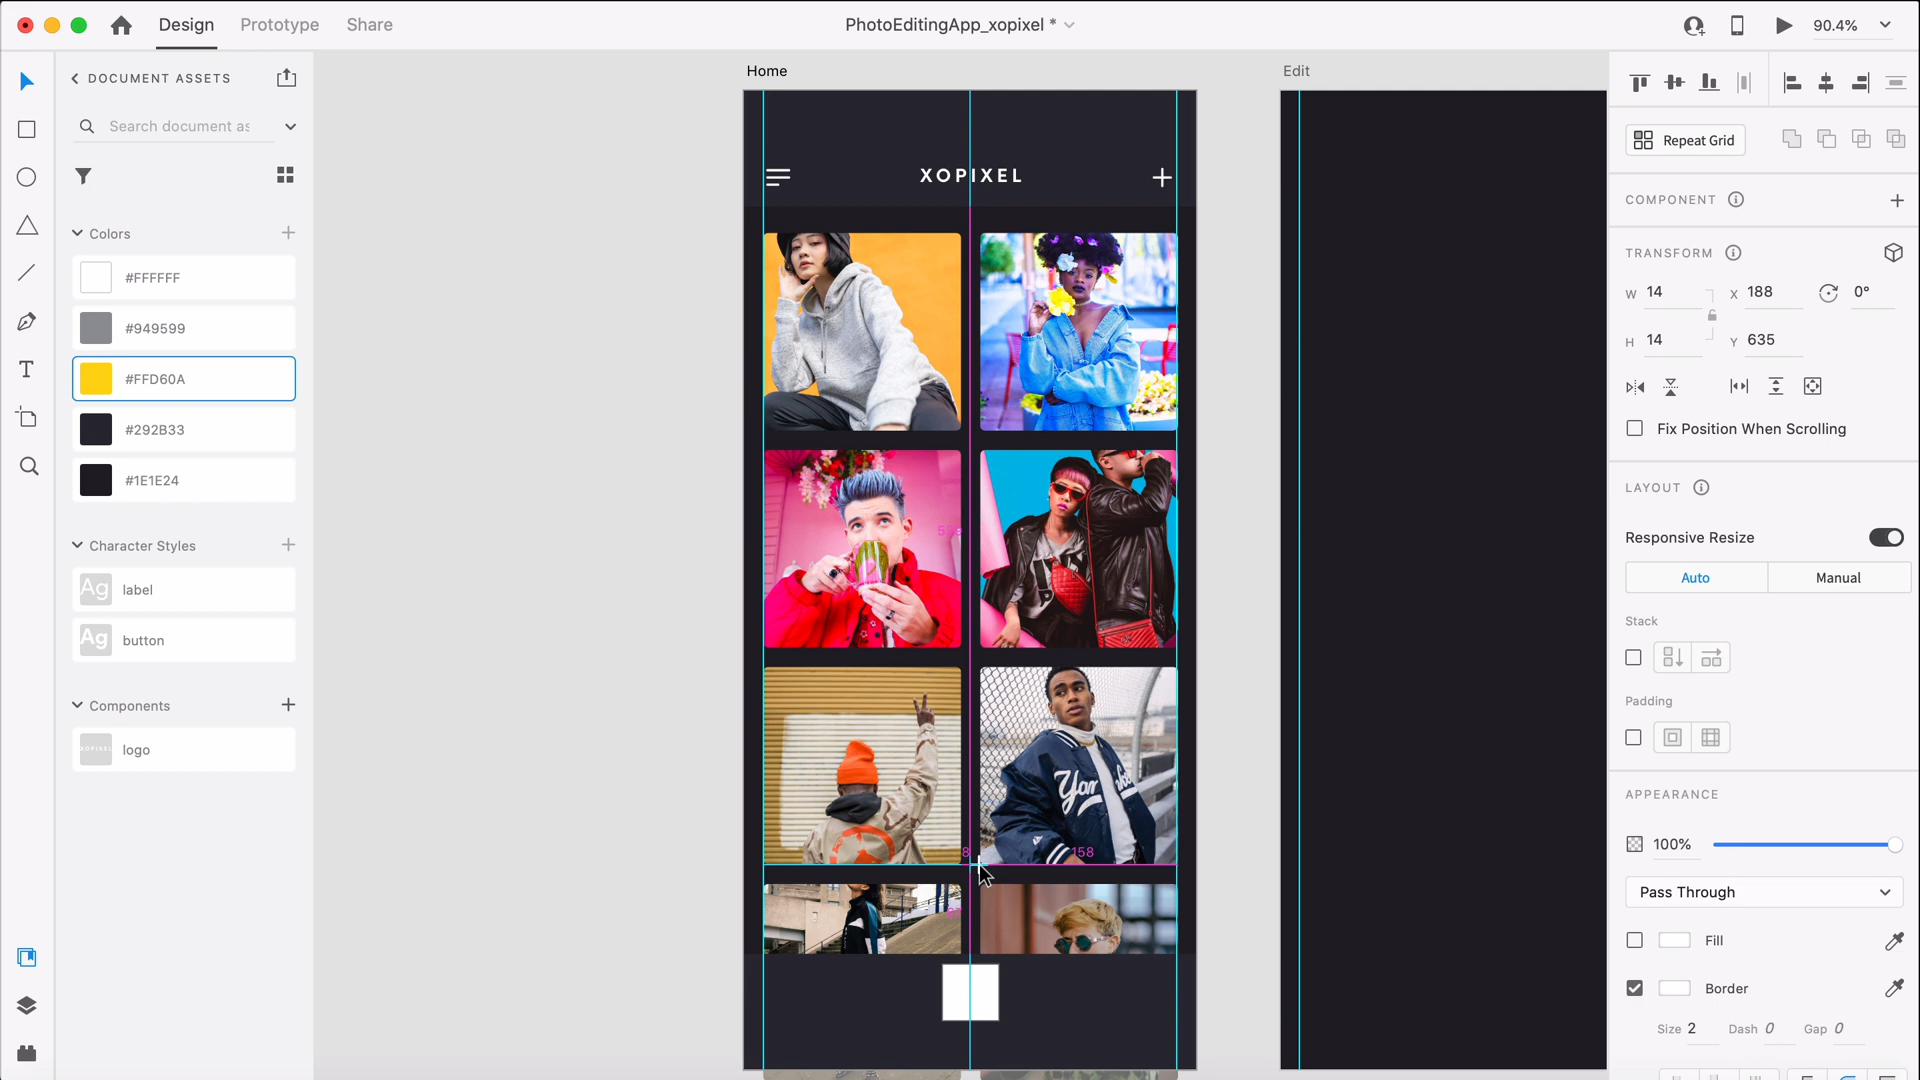 Design Prototype Share
PhotoEditingApp_xopixel *
90.4%
DOCUMENT ASSETS
Search document as
Colors
#FFFFFF
#949599
#FFD60A
#292B33
#1E1E24
Character Styles
Ag label
Ag button
Components
XOPIXEL logo
Home
Edit
XOPIXEL
Yan
8
158
Repeat Grid
COMPONENT
TRANSFORM
W 14 X 188 0°
H 14 Y 635
Fix Position When Scrolling
LAYOUT
Responsive Resize
Auto Manual
Stack
Padding
APPEARANCE
100%
Pass Through
Fill
Border
Size 2 Dash 0 Gap 0